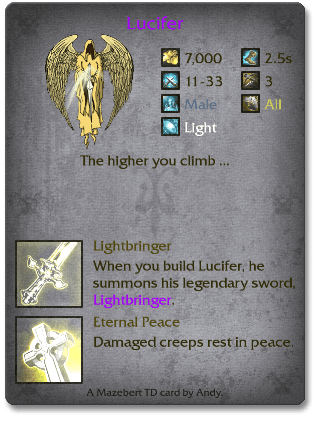 Lucifer
7,000 2.5s
11-33 3
Male All
Light
The higher you climb ...
Lightbringer
When you build Lucifer, he
summons his legendary sword,
Lightbringer.
Eternal Peace
Damaged creeps rest in peace.
A Mazebert TD card by Andy.